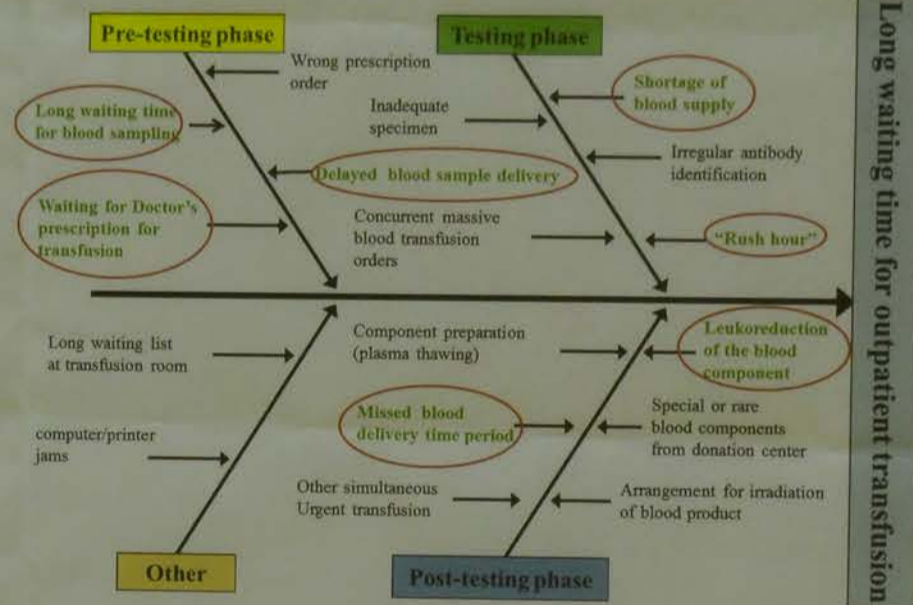 Pre-testing phase
Testing phase
Wrong prescription
order
Long waiting time
for blood sampling
Delayed blood sample delivery
Waiting for Doctor's
prescription for
transfusion
Shortage of
blood supply
Inadequate
specimen
Irregular antibody
identification
Concurrent massive
blood transfusion
orders
"Rush hour"
Long waiting list
at transfusion room
computer/printer
jams
Other
Component preparation
(plasma thawing)
Leukoreduction
of the blood
component
Missed blood
delivery time period
Special or rare
blood components
from donation center
Other simultaneous
Urgent transfusion
Arrangement for irradiation
of blood product
Post-testing phase
Long waiting time for outpatient transfusion